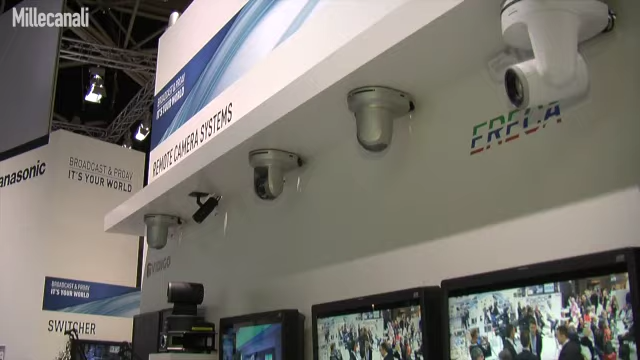 Millecanali
BROADCAST & PROAV
IT'S YOUR WORLD
REMOTE CAMERA SYSTEMS
ERECA
anasonic
BROADCAST & PROAV
IT'S YOUR WORLD
BROADCAST & PROAV
IT'S YOUR WORLD
SWITCHER